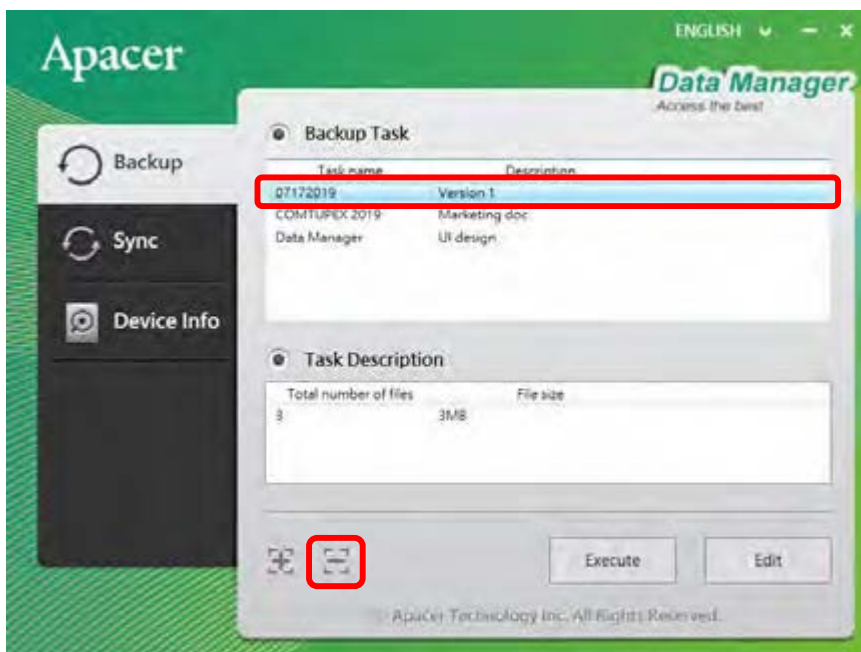 ENGLISH
Apacer
Data Manager
Access the best
Backup
Sync
Device Info
Backup Task
Task name Description
07172019 Version 1
COMTUPEX 2019 Marketing doc
Data Manager UI design
Task Description
Total number of files File size
3 3MB
Execute Edit
© Apacer Technology Inc. All Rights Reserved.